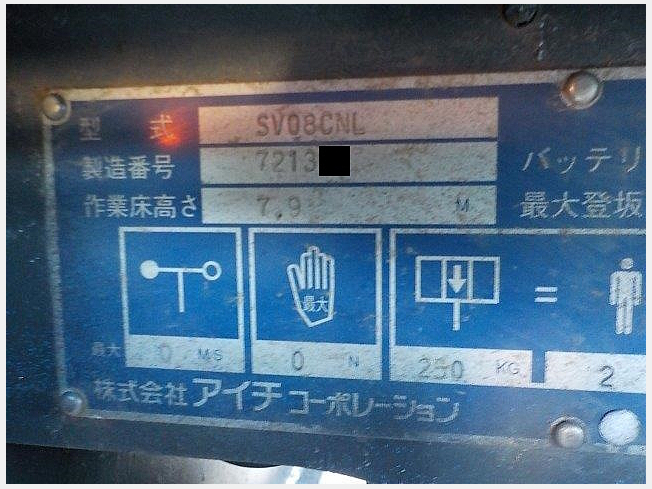 型式 SV08CNL
製造番号 7213 バッテリ
作業床高さ 7.9 M 最大登坂
最大
=
最大 0 M/S 0 N 250 KG 2
株式会社アイチコーポレーション